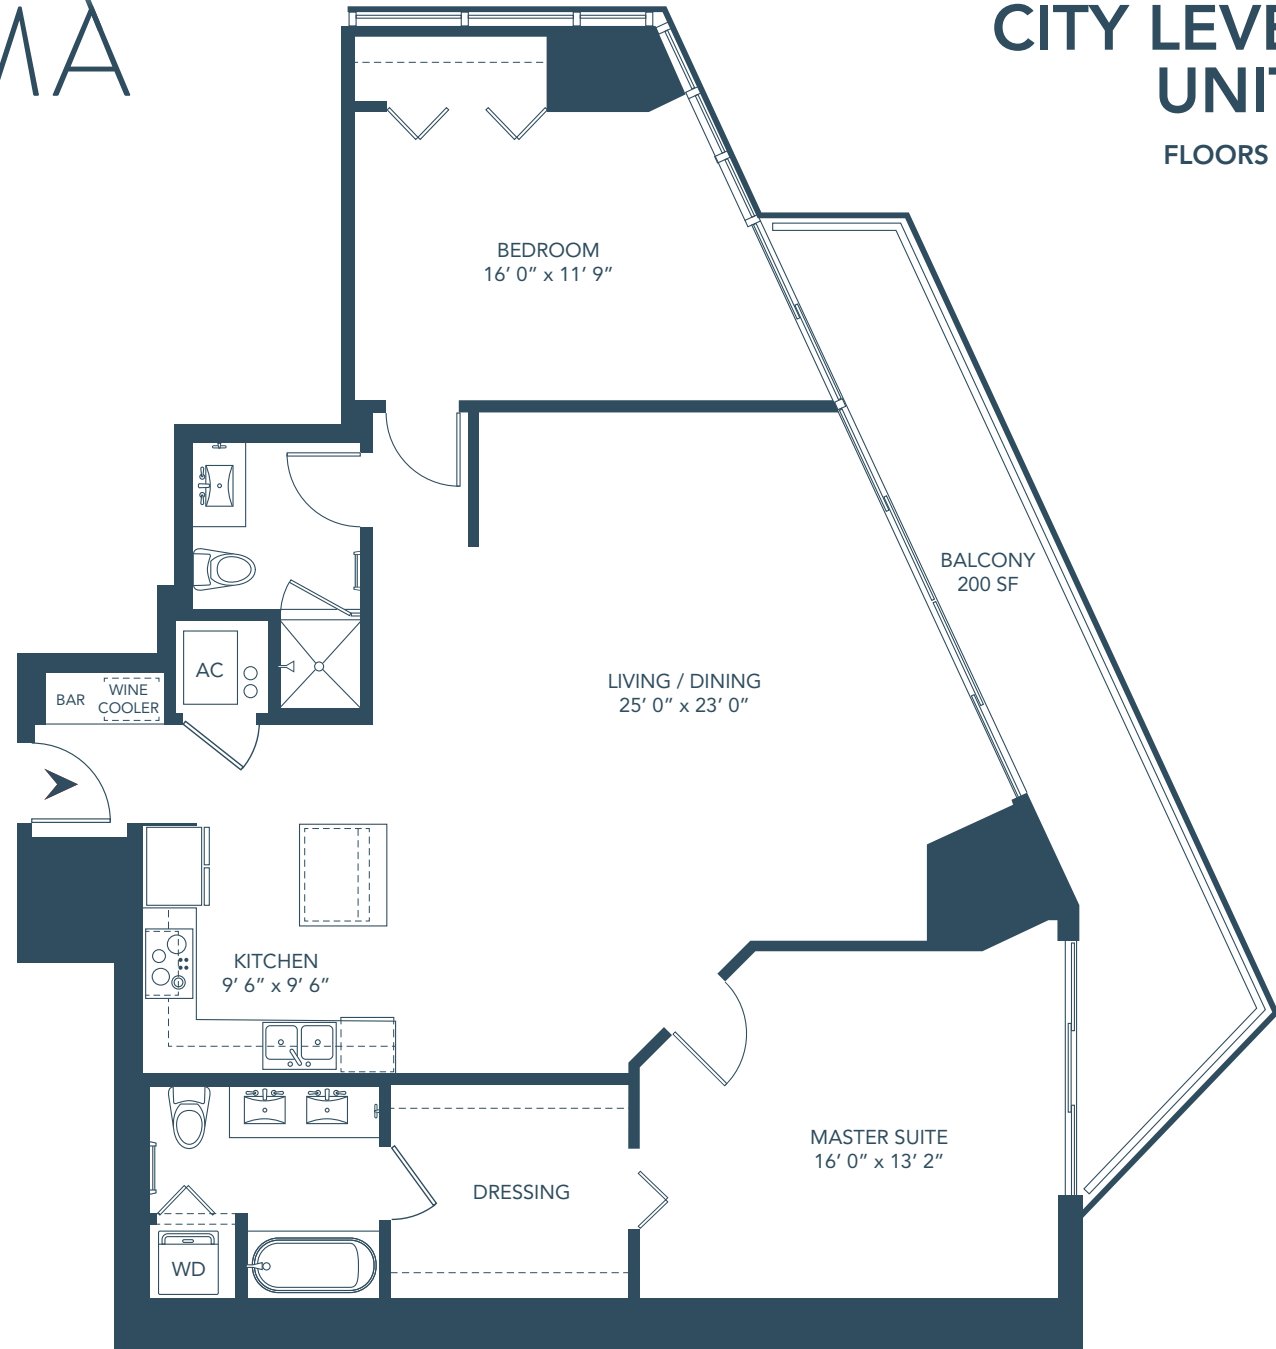 CITY LEVE
UNIT
FLOORS
BEDROOM
16’ 0” x 11’ 9”
BALCONY
200 SF
LIVING / DINING
25’ 0” x 23’ 0”
AC
BAR
WINE
COOLER
KITCHEN
9’ 6” x 9’ 6”
MASTER SUITE
16’ 0” x 13’ 2”
DRESSING
WD